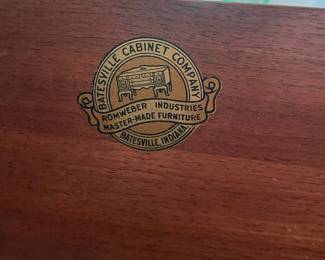 BATESVILLE CABINET COMPANY
ROMWEBER INDUSTRIES
MASTER-MADE FURNITURE
BATESVILLE, INDIANA